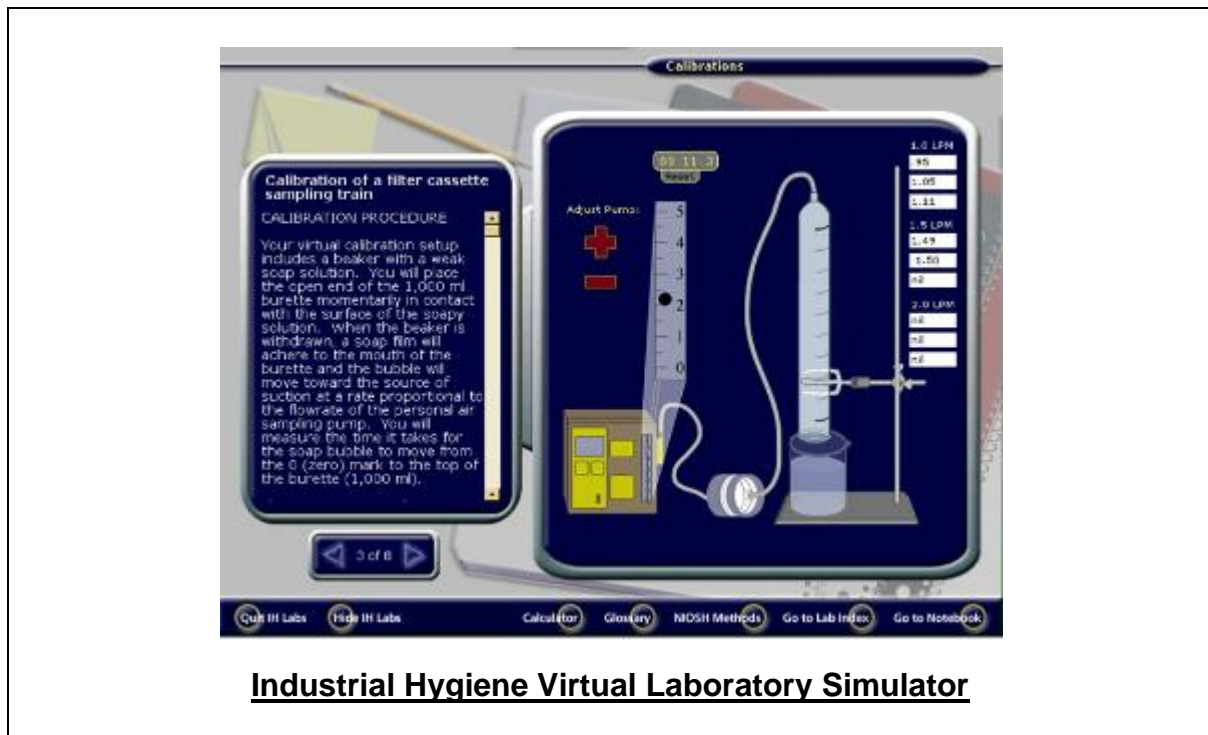 Calibrations
Calibration of a filter cassette
sampling train
CALIBRATION PROCEDURE
Your virtual calibration setup
includes a beaker with a weak
soap solution. You will place
the open end of the 1,000 ml
burette momentarily in contact
with the surface of the soapy
solution. When the beaker is
withdrawn, a soap film will
adhere to the mouth of the
burette and the bubble will
move toward the source of
suction at a rate proportional to
the flowrate of the personal air
sampling pump. You will
measure the time it takes for
the soap bubble to move from
the 0 (zero) mark to the top of
the burette (1,000 ml).
3 of 8
00 11 3
Reset
Adjust Pump:
5
4
3
2
1
0
1.0 LPM
.95
1.05
1.11
1.5 LPM
1.49
1.50
n2
2.0 LPM
n2
n2
n2
Quit IH Labs
Hide IH Labs
Calculator
Glossary
NIOSH Methods
Go to Lab Index
Go to Notebook
Industrial Hygiene Virtual Laboratory Simulator